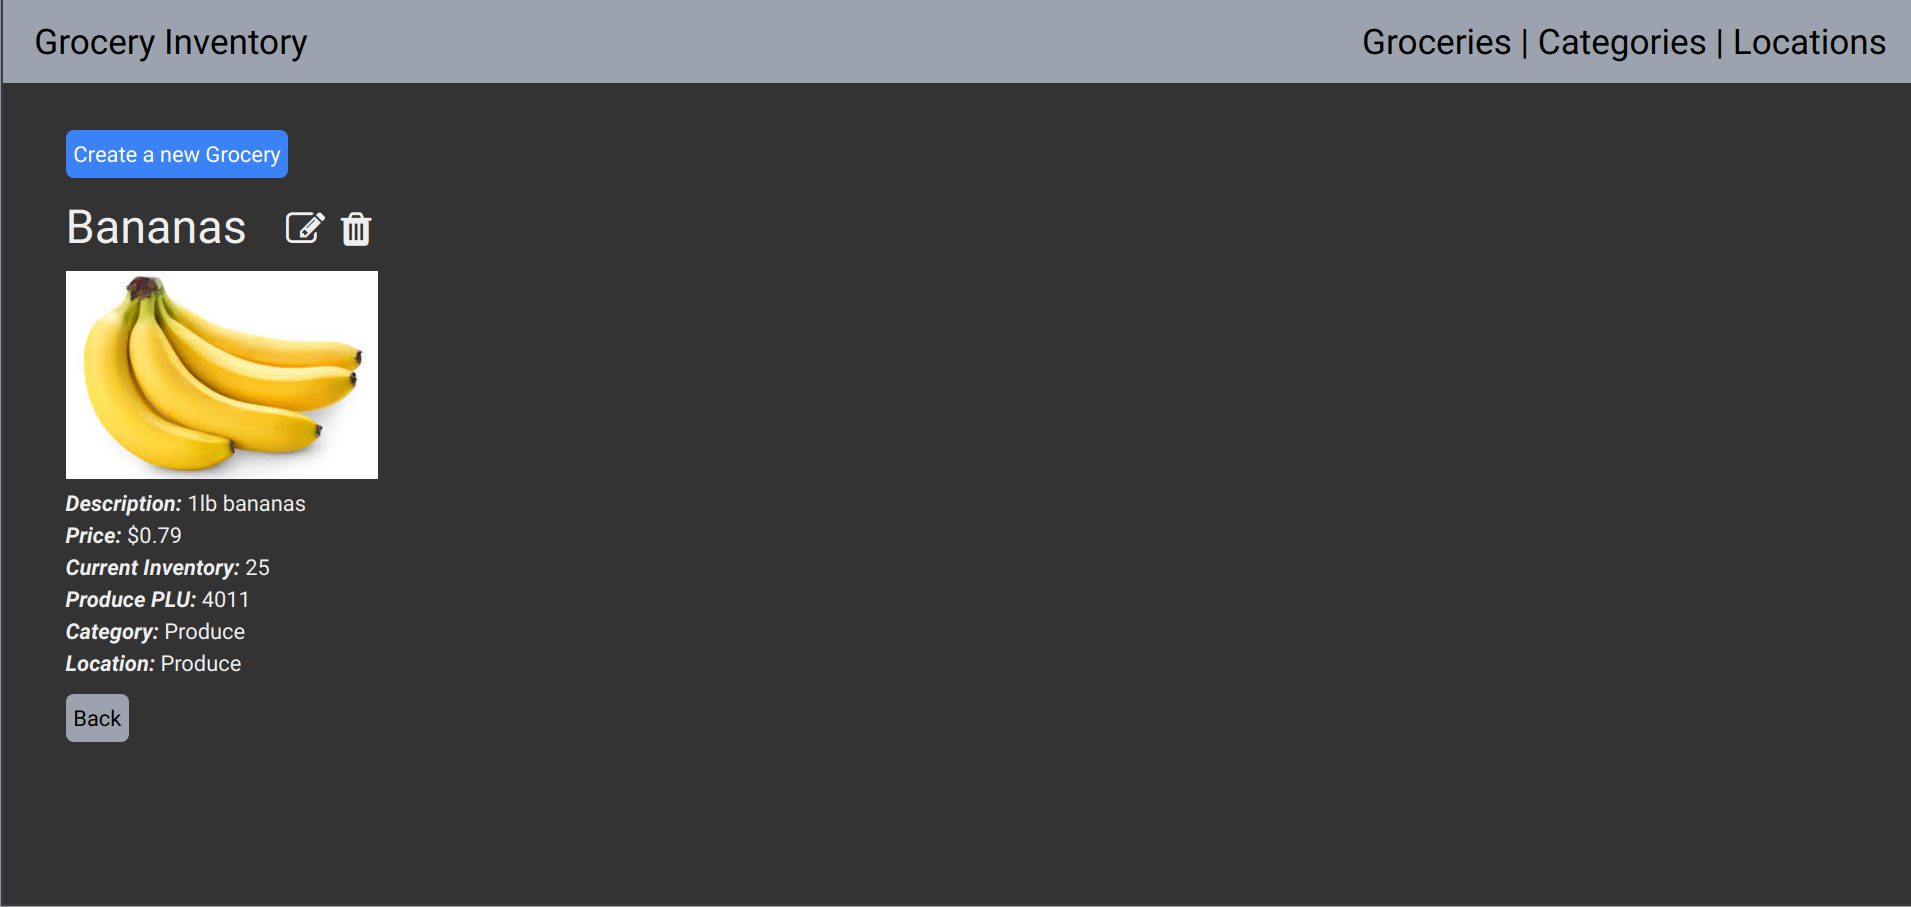 Grocery Inventory
Groceries | Categories | Locations
Create a new Grocery
Bananas
Description: 1lb bananas
Price: $0.79
Current Inventory: 25
Produce PLU: 4011
Category: Produce
Location: Produce
Back